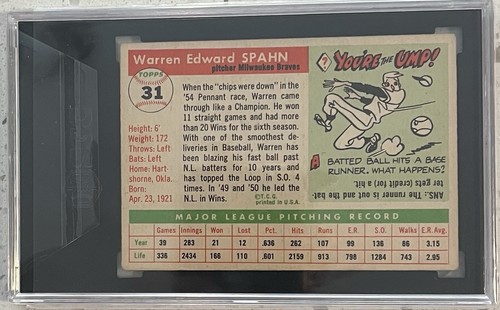 Warren Edward SPAHN
pitcher Milwaukee Braves
TOPPS
31
Height: 6'
Weight: 172
Throws: Left
Bats: Left
Home: Hart-
shorne, Okla.
Born:
Apr. 23, 1921
When the "chips were down" in the
'54 Pennant race, Warren came
through like a Champion. He won
11 straight games and had more
than 20 Wins for the sixth season.
With one of the smoothest de-
liveries in Baseball, Warren has
been blazing his fast ball past
N.L. batters for 10 years and
has topped the Loop in S.O. 4
times. In '49 and '50 he led the
N.L. in Wins.
©T.C.G.
printed in U.S.A.
? YOU'RE THE UMP!
A BATTED BALL HITS A BASE
RUNNER. WHAT HAPPENS?
ANS. The runner is out and the bat-
ter gets (credit for a) hit.
MAJOR LEAGUE PITCHING RECORD
Games Innings Won Lost Pct. Hits Runs E.R. S.O. Walks E.R.Avg.
Year 39 283 21 12 .636 262 107 99 136 86 3.15
Life 336 2434 166 110 .601 2159 913 798 1284 743 2.95